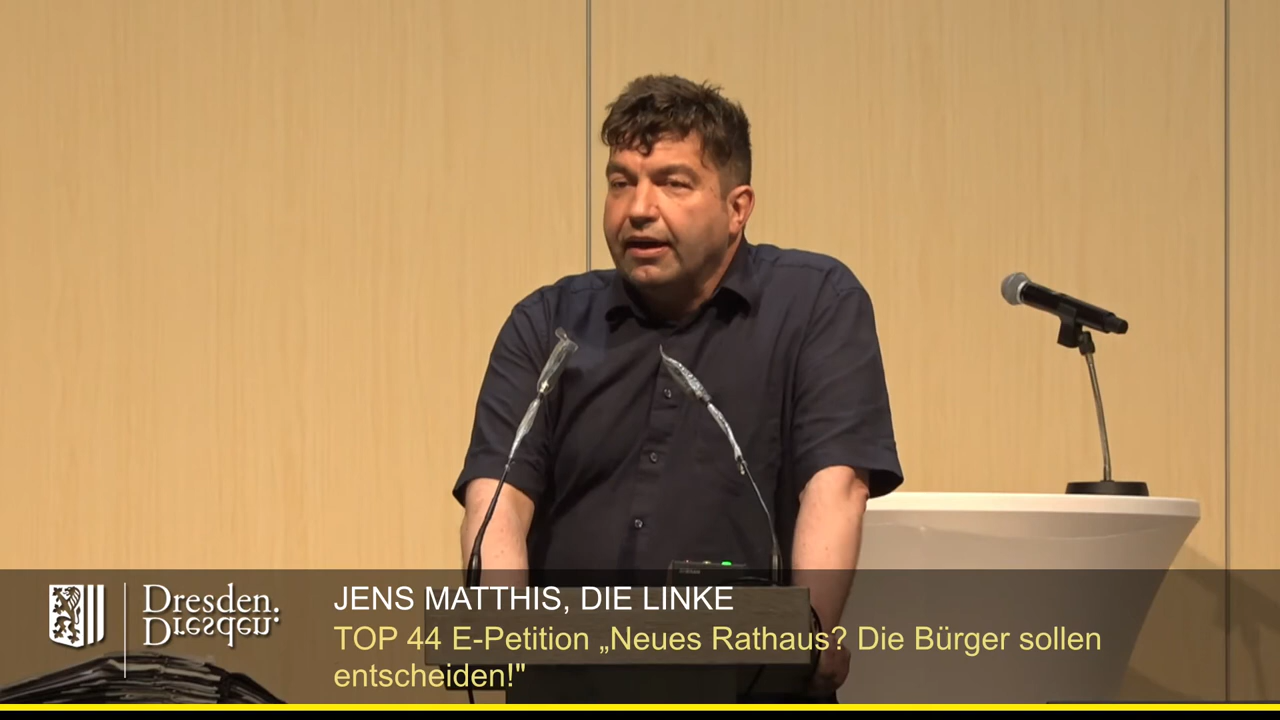 Dresden.
Dresden.
JENS MATTHIS, DIE LINKE
TOP 44 E-Petition „Neues Rathaus? Die Bürger sollen
entscheiden!"